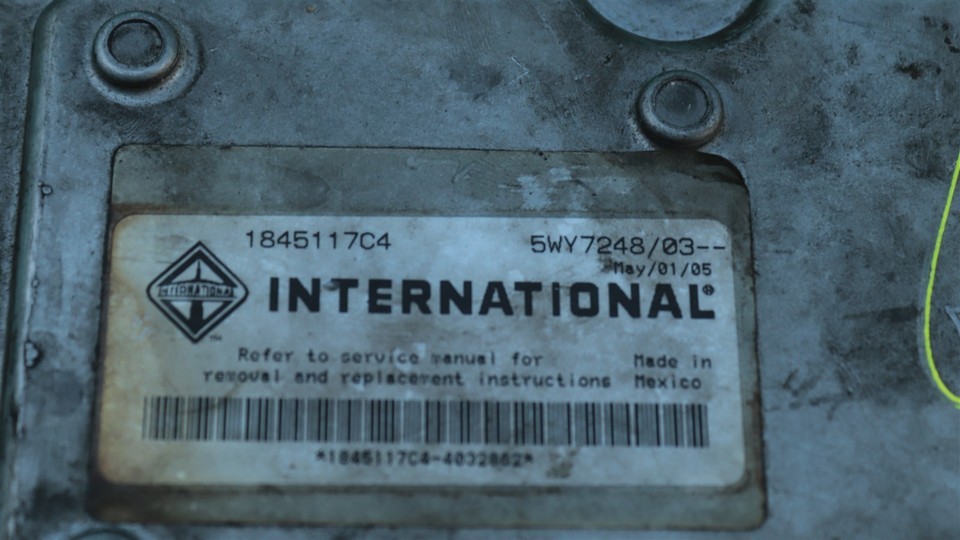 1845117C4 5WY7248/03--
May/01/05
INTERNATIONAL
INTERNATIONAL®
™
Refer to service manual for Made in
removal and replacement instructions Mexico
*1845117C4-4032862*